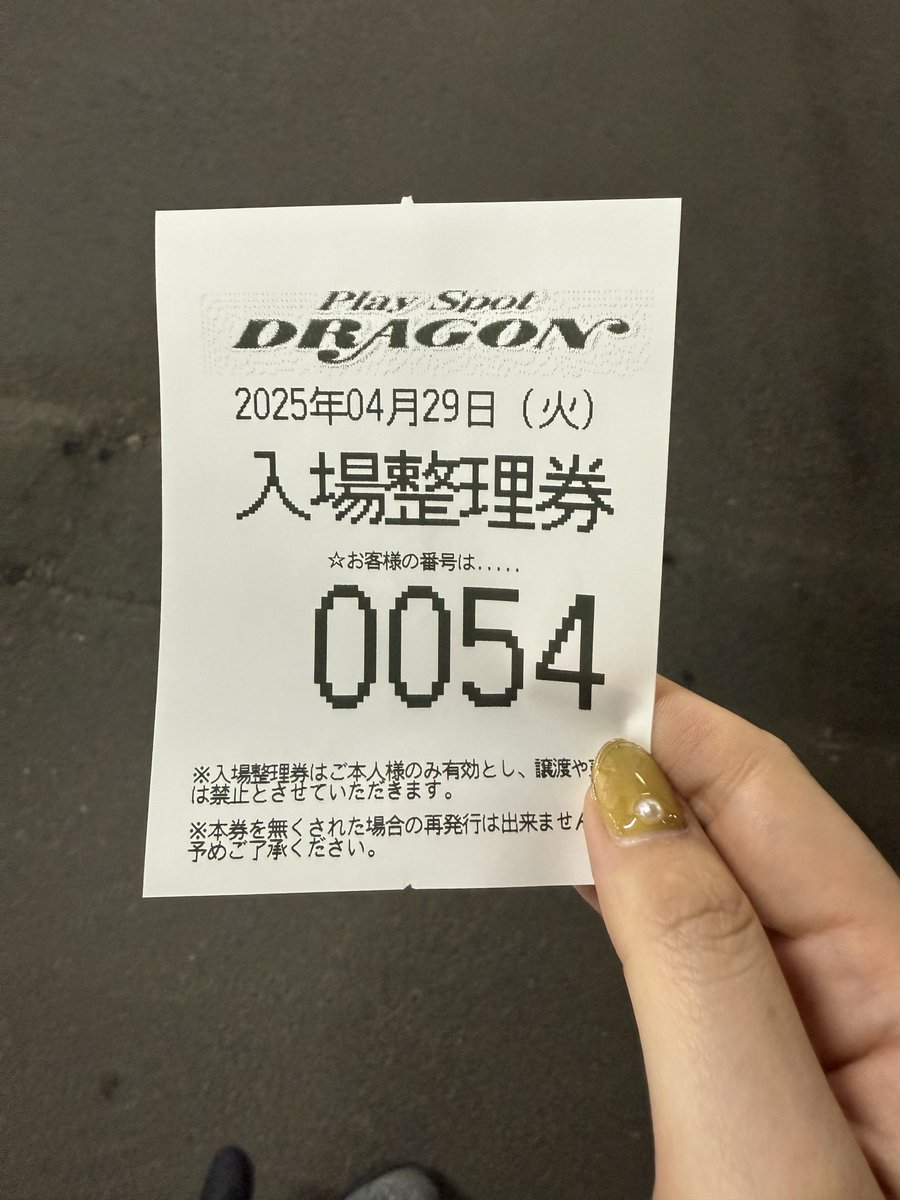 Play Spot
DRAGON
2025年04月29日（火）
入場整理券
☆お客様の番号は.....
0054
※入場整理券はご本人様のみ有効とし、譲渡や
は禁止とさせていただきます。
※本券を無くされた場合の再発行は出来ません
予めご了承ください。